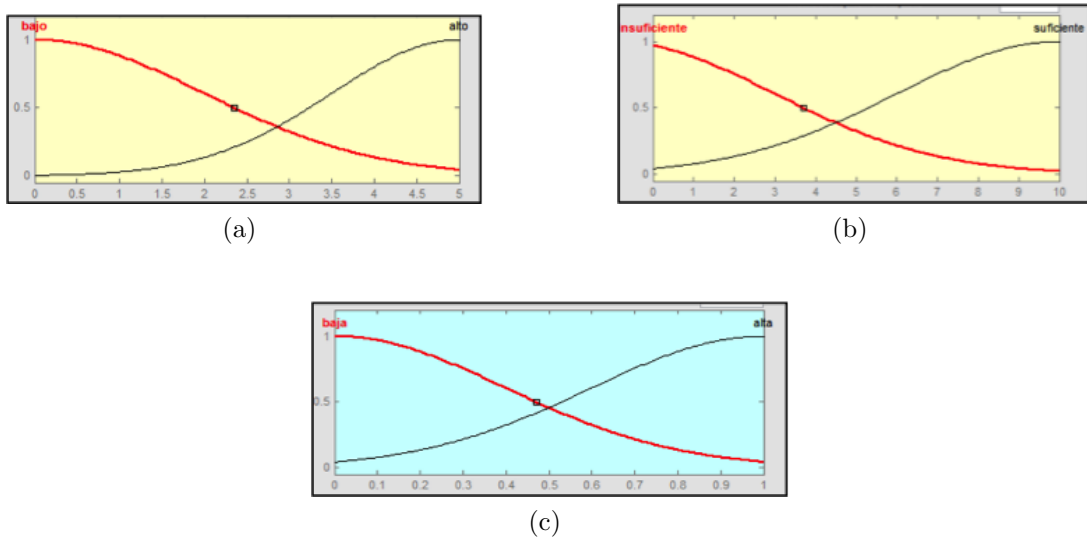 bajo alto
1
0.5
0
0 0.5 1 1.5 2 2.5 3 3.5 4 4.5 5
(a)
nsuficiente suficiente
1
0.5
0
0 1 2 3 4 5 6 7 8 9 10
(b)
baja alta
1
0.5
0
0 0.1 0.2 0.3 0.4 0.5 0.6 0.7 0.8 0.9 1
(c)